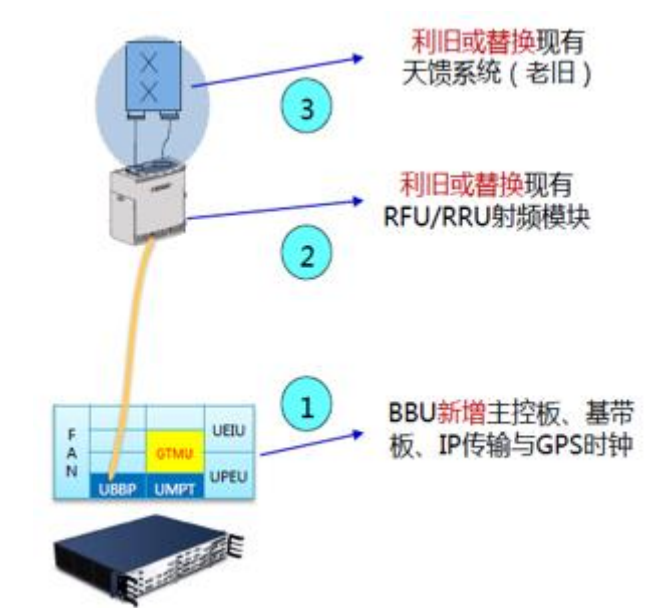 利旧或替换现有
天馈系统（老旧）
3
利旧或替换现有
RFU/RRU射频模块
2
1
BBU新增主控板、基带
板、IP传输与GPS时钟
FAN
UEIU
GTMU
UBBP
UMPT
UPEU